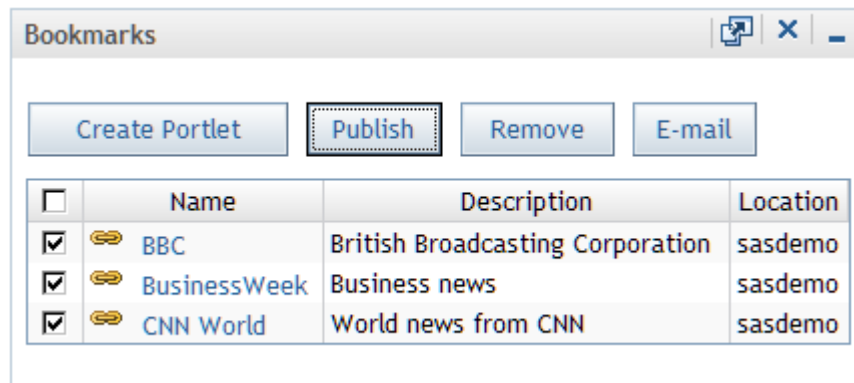 Bookmarks
Create Portlet Publish Remove E-mail
Name Description Location
BBC British Broadcasting Corporation sasdemo
BusinessWeek Business news sasdemo
CNN World World news from CNN sasdemo